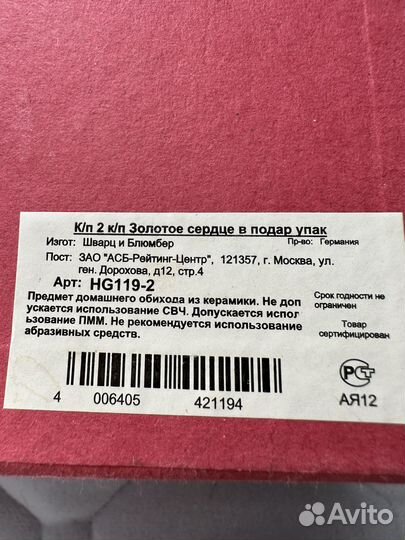 К/п 2 к/п Золотое сердце в подар упак
Изгот: Шварц и Блюмбер Пр-во: Германия
Пост: ЗАО "АСБ-Рейтинг-Центр", 121357, г. Москва, ул.
ген. Дорохова, д12, стр.4
Арт: HG119-2
Предмет домашнего обихода из керамики. Не доп
ускается использование СВЧ. Допускается испол
ьзование ПММ. Не рекомендуется использование
абразивных средств.
Срок годности не
ограничен
Товар
сертифицирован
4 006405 421194
РСТ
АЯ12
Avito